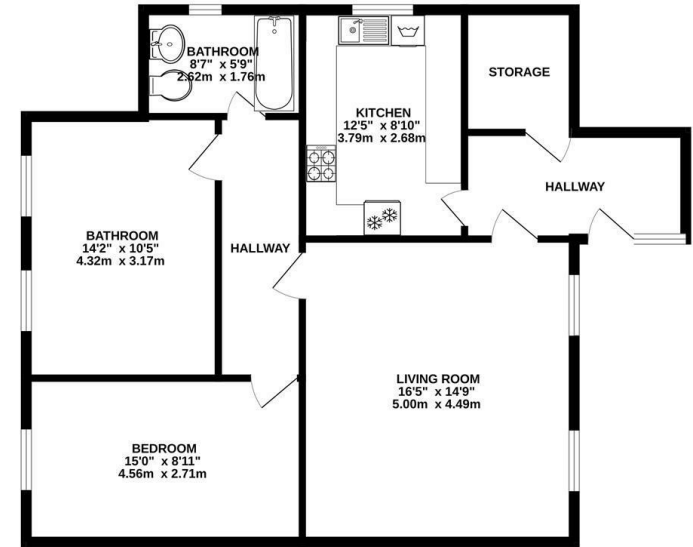 BATHROOM
8'7" x 5'9"
2.62m x 1.76m
KITCHEN
12'5" x 8'10"
3.79m x 2.68m
STORAGE
HALLWAY
BATHROOM
14'2" x 10'5"
4.32m x 3.17m
HALLWAY
LIVING ROOM
16'5" x 14'9"
5.00m x 4.49m
BEDROOM
15'0" x 8'11"
4.56m x 2.71m